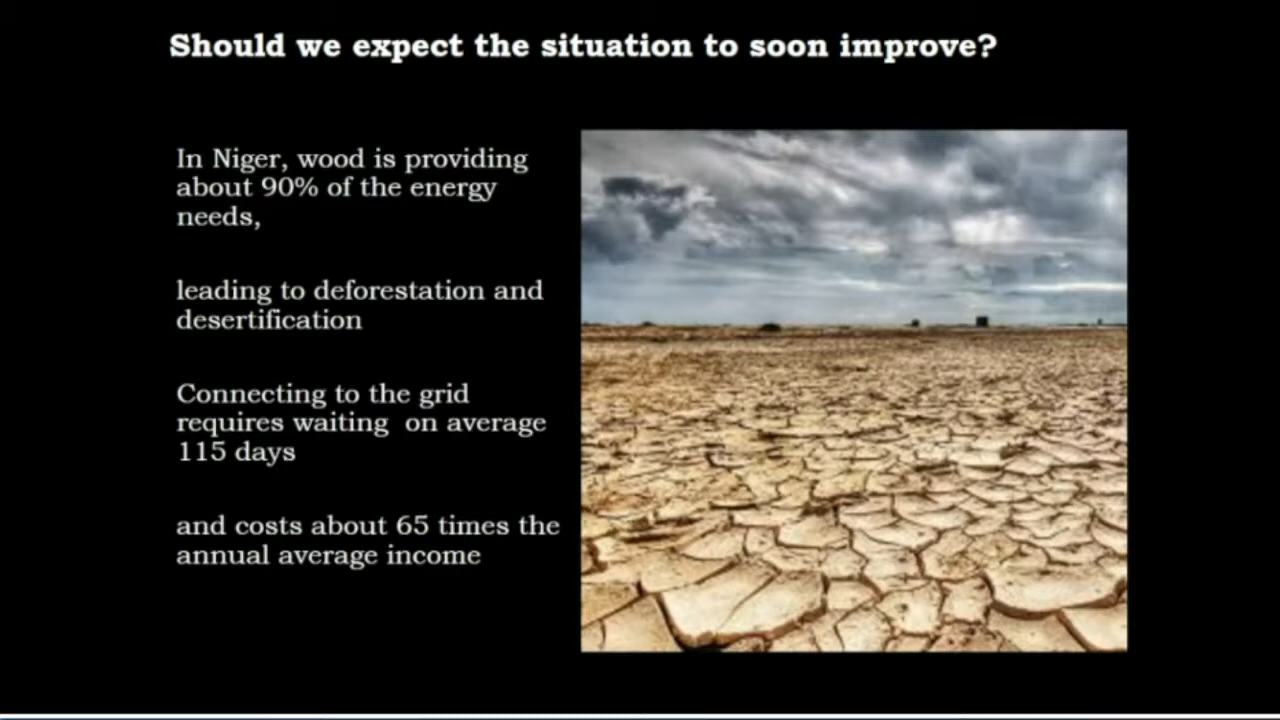 Should we expect the situation to soon improve?
In Niger, wood is providing
about 90% of the energy
needs,
leading to deforestation and
desertification
Connecting to the grid
requires waiting  on average
115 days
and costs about 65 times the
annual average income